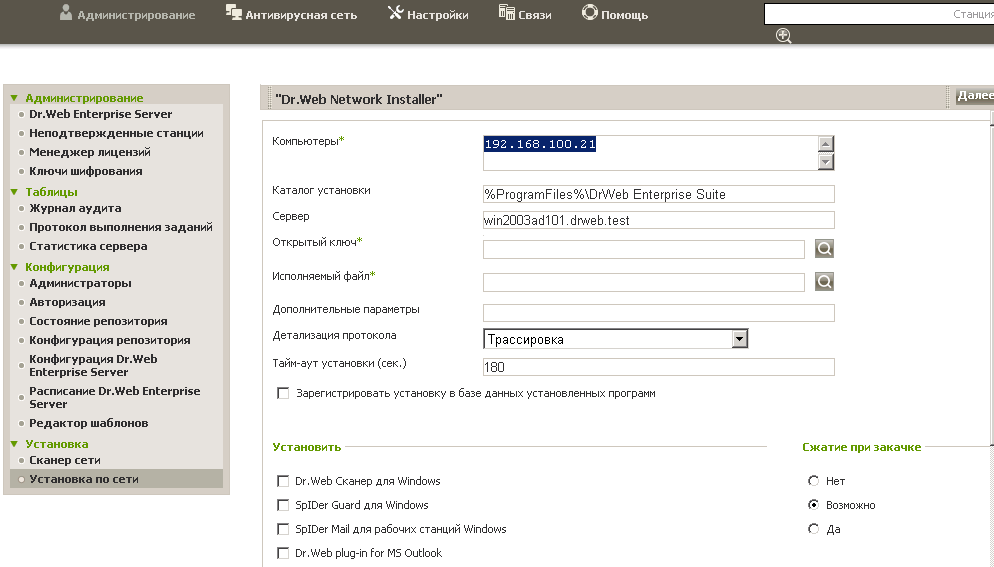 Администрирование
Антивирусная сеть
Настройки
Связи
Помощь
Станция
Администрирование
Dr.Web Enterprise Server
Неподтвержденные станции
Менеджер лицензий
Ключи шифрования
Таблицы
Журнал аудита
Протокол выполнения заданий
Статистика сервера
Конфигурация
Администраторы
Авторизация
Состояние репозитория
Конфигурация репозитория
Конфигурация Dr.Web
Enterprise Server
Расписание Dr.Web Enterprise
Server
Редактор шаблонов
Установка
Сканер сети
Установка по сети
"Dr.Web Network Installer"
Далее
Компьютеры*
192.168.100.21
Каталог установки
%ProgramFiles%\DrWeb Enterprise Suite
Сервер
win2003ad101.drweb.test
Открытый ключ*
Исполняемый файл*
Дополнительные параметры
Детализация протокола
Трассировка
Тайм-аут установки (сек.)
180
Зарегистрировать установку в базе данных установленных программ
Установить
Dr.Web Сканер для Windows
SpIDer Guard для Windows
SpIDer Mail для рабочих станций Windows
Dr.Web plug-in for MS Outlook
Сжатие при закачке
Нет
Возможно
Да